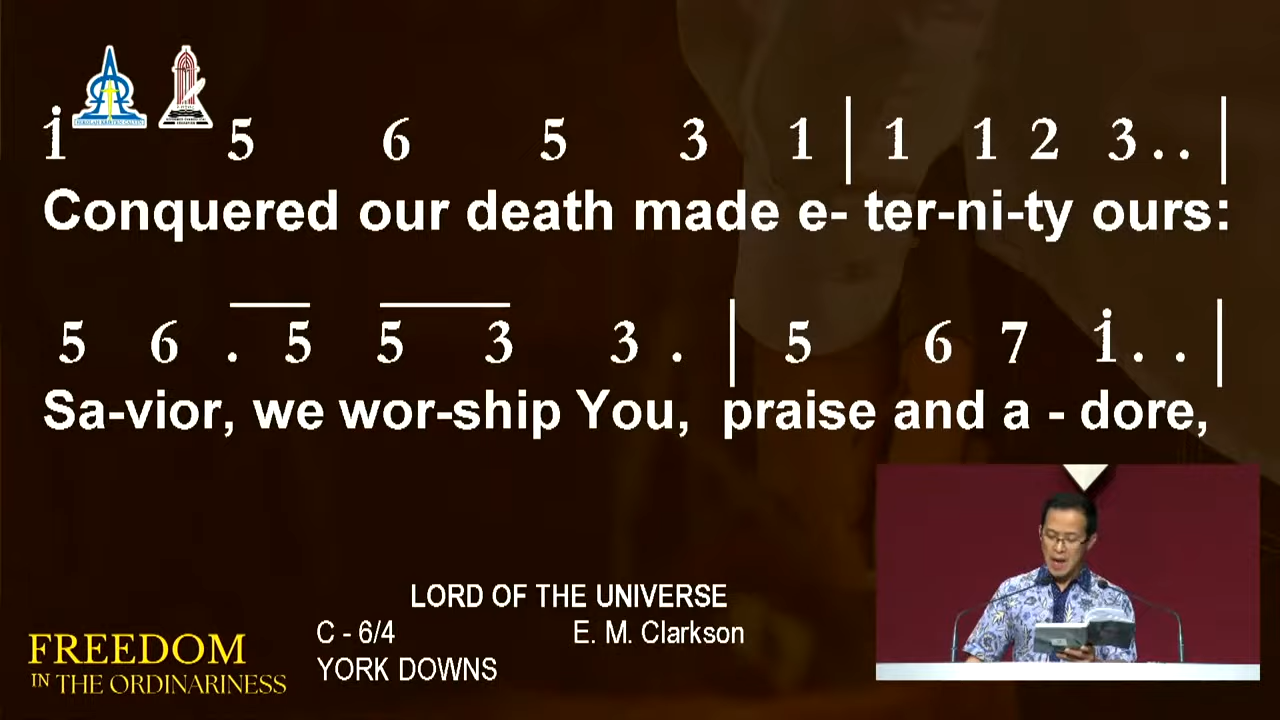 i 5 6 5 3 1 | 1 1 2 3 . . |
Conquered our death made e- ter-ni-ty ours:
5 6 . 5 5 3 3 . | 5 6 7 i . . |
Sa-vior, we wor-ship You, praise and a - dore,
LORD OF THE UNIVERSE
C - 6/4 E. M. Clarkson
YORK DOWNS
FREEDOM
IN THE ORDINARINESS